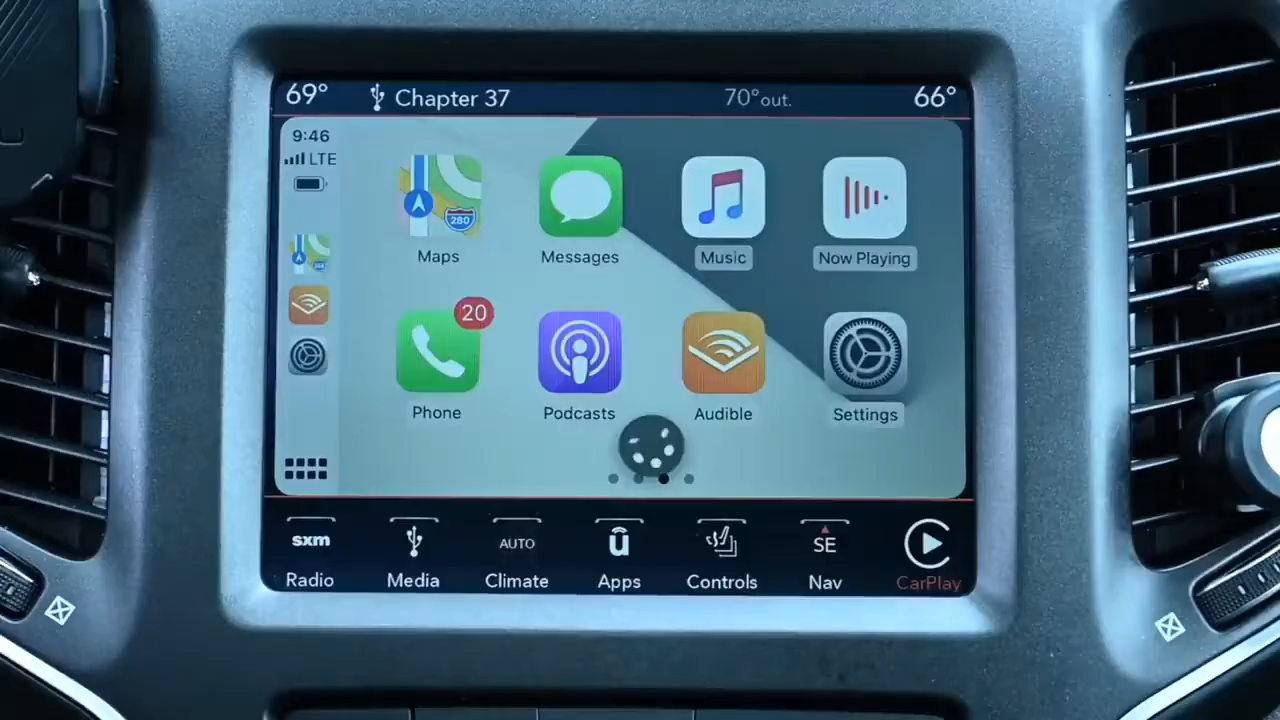 69° Chapter 37 70°out. 66°
9:46
LTE
280
Maps Messages Music Now Playing
20
Phone Podcasts Audible Settings
sxm AUTO ū SE
Radio Media Climate Apps Controls Nav CarPlay